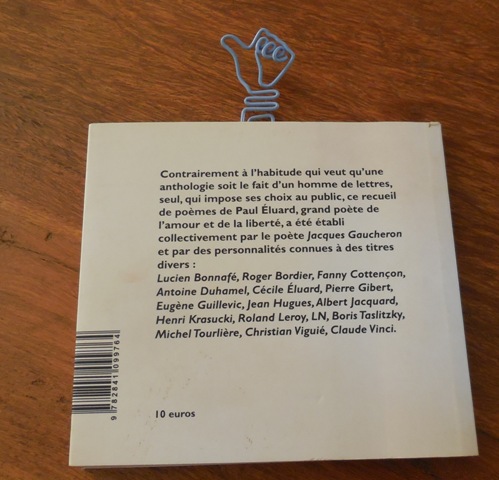 Contrairement à l'habitude qui veut qu'une
anthologie soit le fait d'un homme de lettres,
seul, qui impose ses choix au public, ce recueil
de poèmes de Paul Éluard, grand poète de
l'amour et de la liberté, a été établi
collectivement par le poète Jacques Gaucheron
et par des personnalités connues à des titres
divers :
Lucien Bonnafé, Roger Bordier, Fanny Cottençon,
Antoine Duhamel, Cécile Éluard, Pierre Gibert,
Eugène Guillevic, Jean Hugues, Albert Jacquard,
Henri Krasucki, Roland Leroy, LN, Boris Taslitzky,
Michel Tourlière, Christian Viguié, Claude Vinci.
9 782841 099764
10 euros